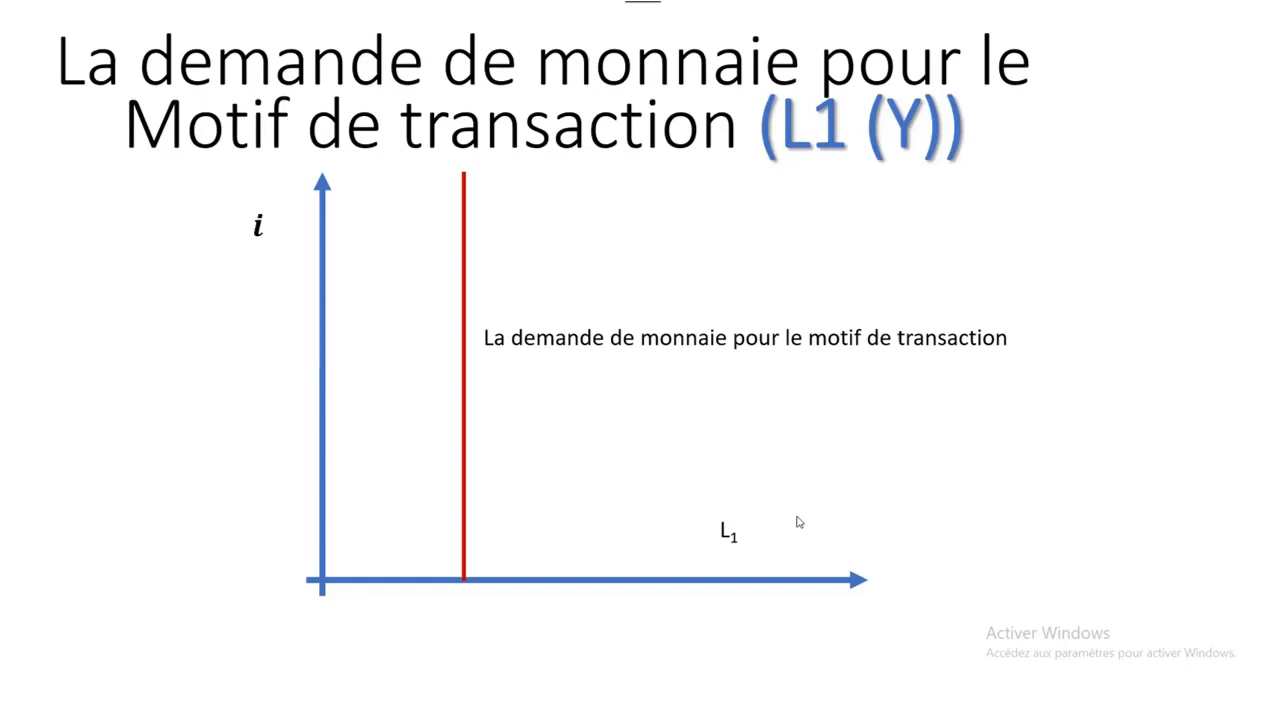 La demande de monnaie pour le
Motif de transaction (L1 (Y))
i
La demande de monnaie pour le motif de transaction
L1
Activer Windows
Accédez aux paramètres pour activer Windows.